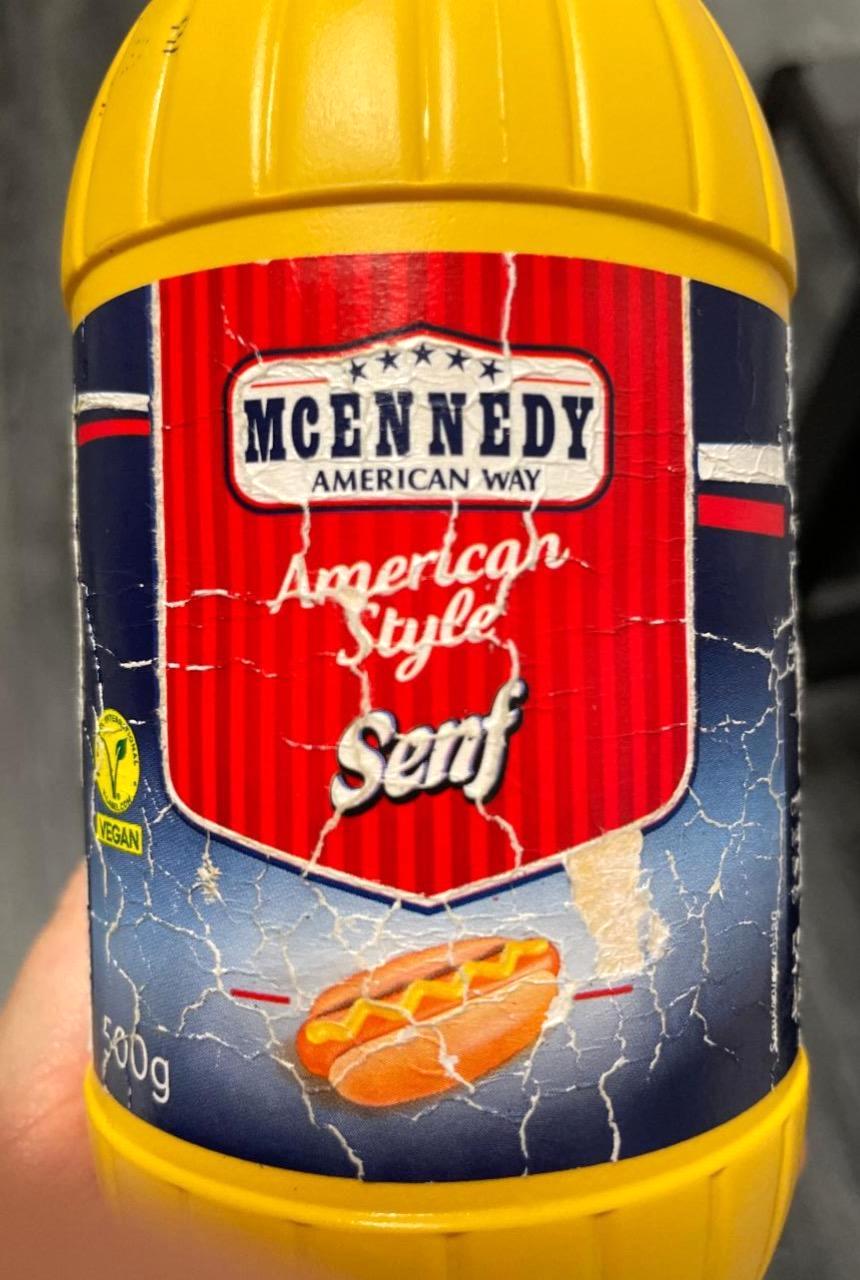 MCENNEDY
AMERICAN WAY
American
Style
Senf
VEGAN
500g